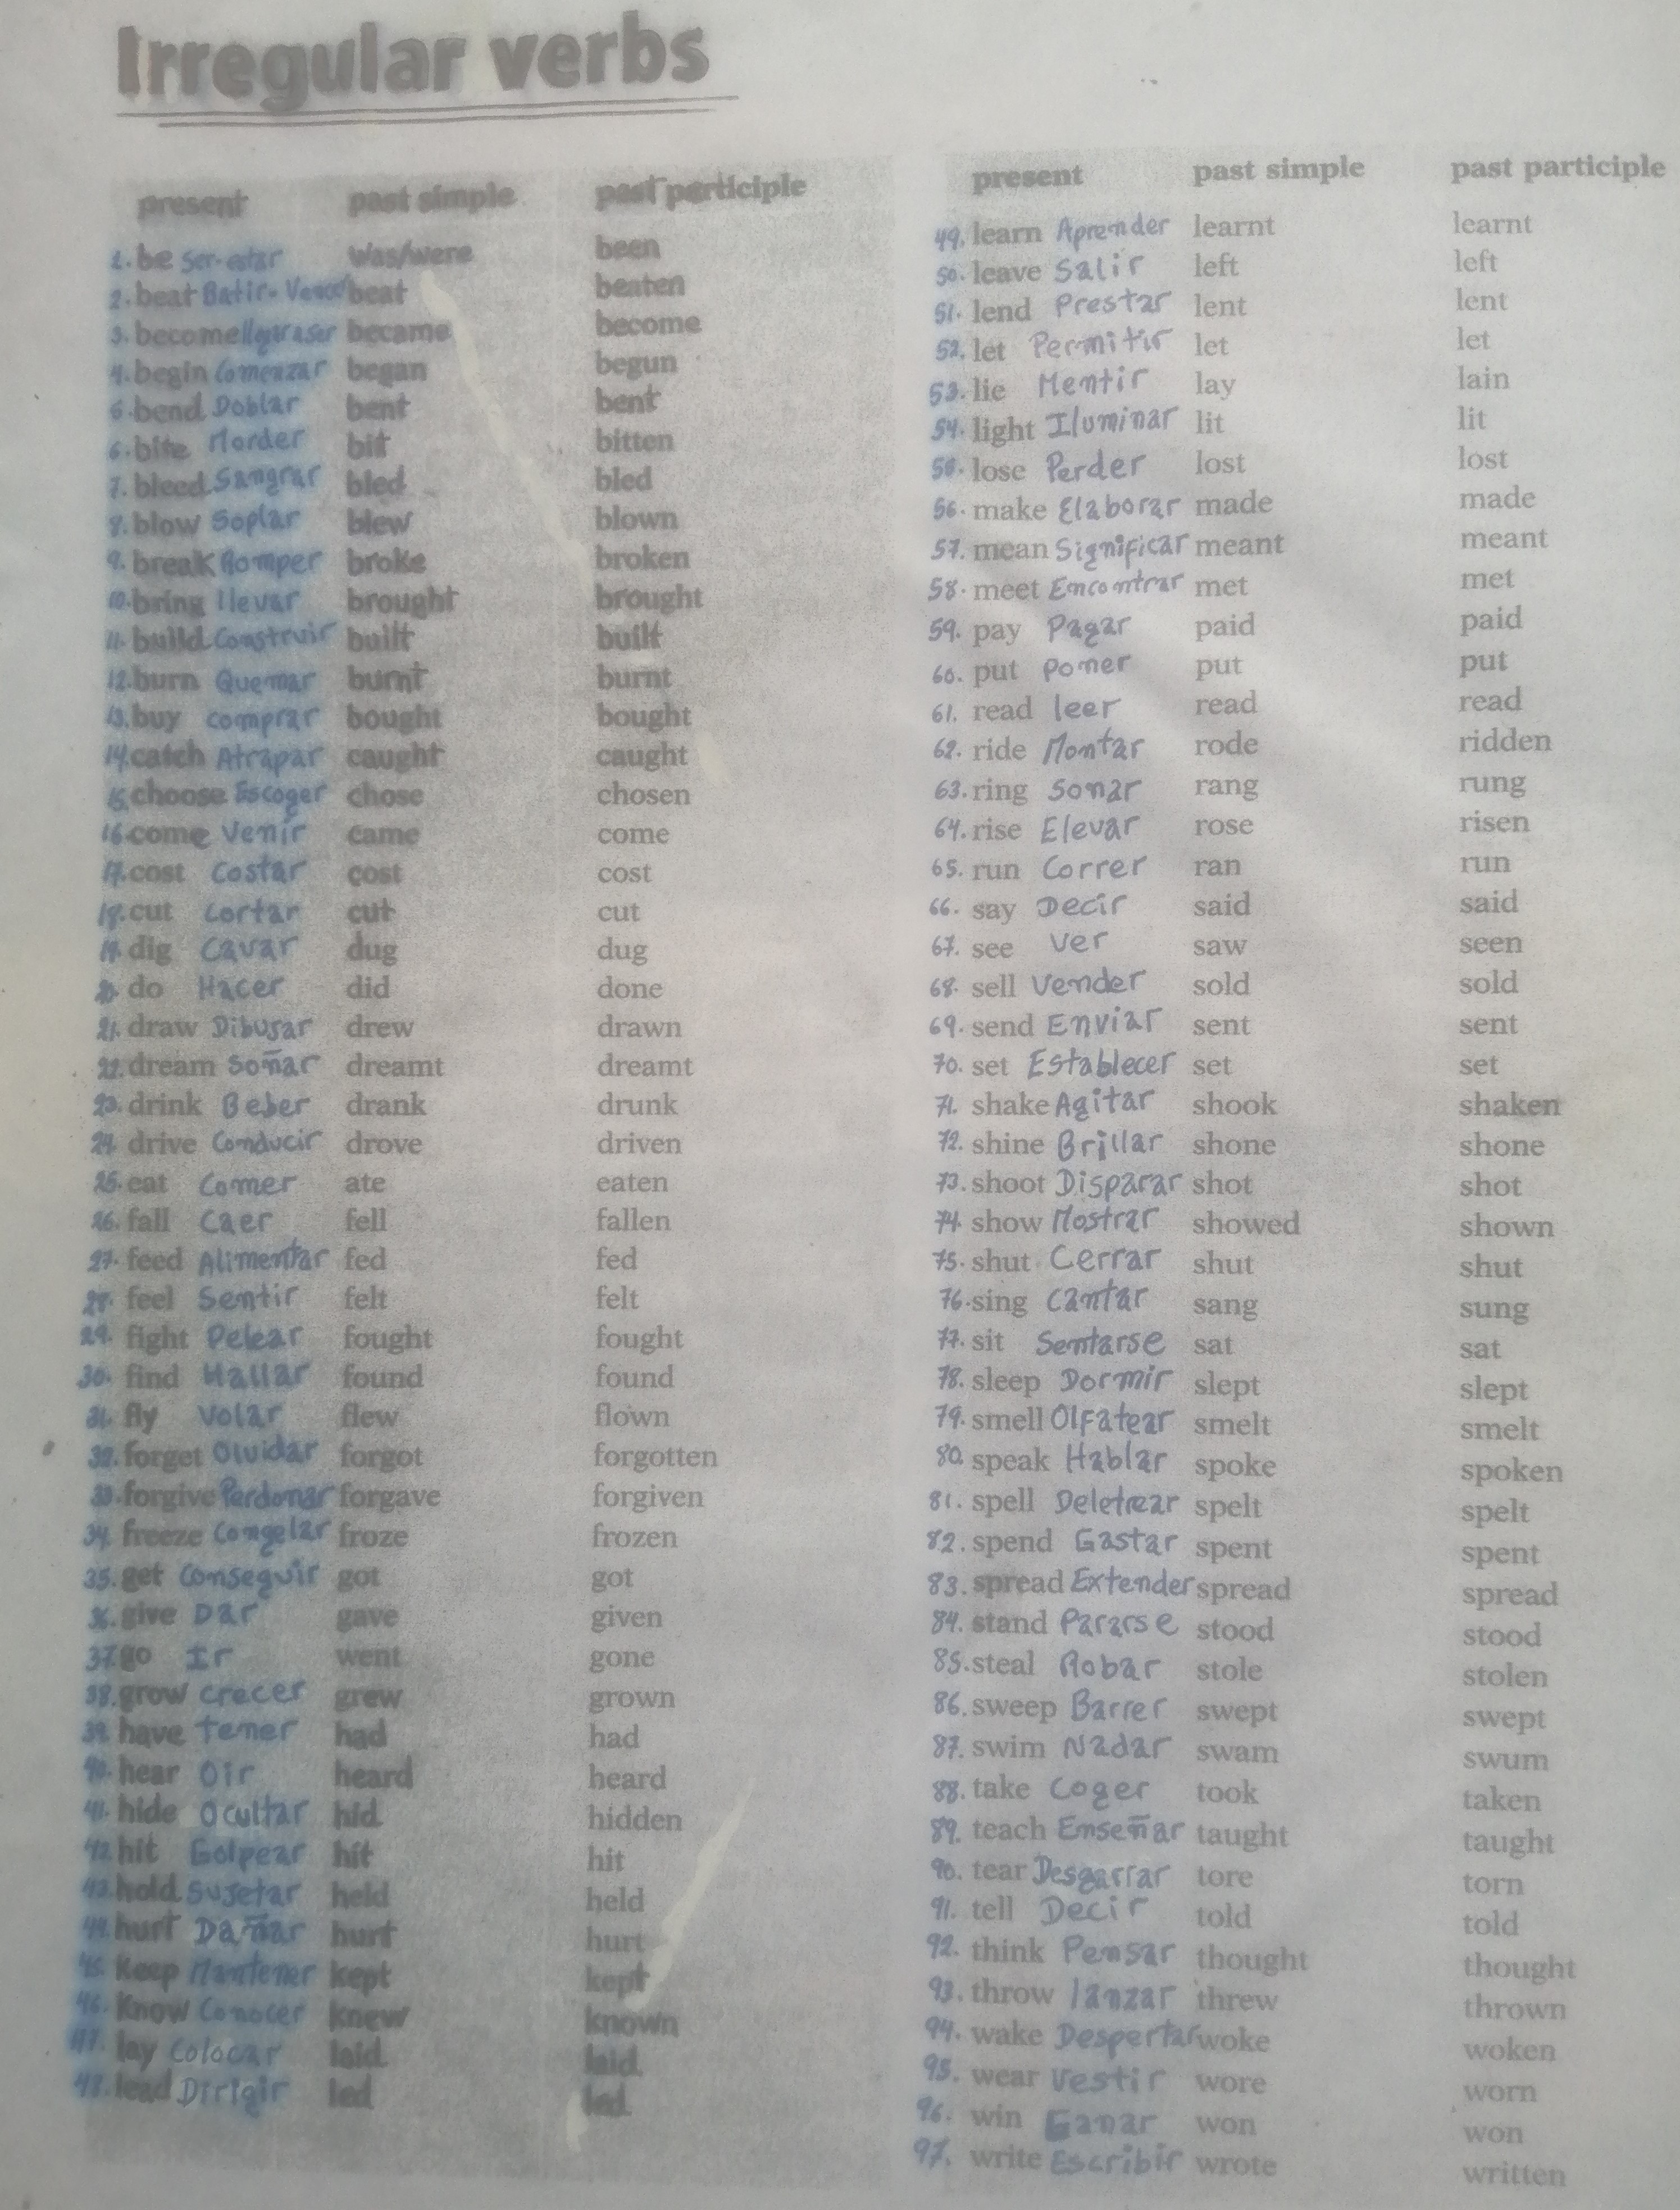 Irregular verbs
present past simple past participle
1. be Ser-estar was/were been
2. beat Batir- beat beaten
3. become became become
4. begin Comenzar began begun
5. bend Doblar bent bent
6. bite Morder bit bitten
7. bleed Sangrar bled bled
8. blow Soplar blew blown
9. break Romper broke broken
10. bring llevar brought brought
11. build Construir built built
12. burn Quemar burnt burnt
13. buy comprar bought bought
14. catch Atrapar caught caught
15. choose Escoger chose chosen
16. come Venir came come
17. cost Costar cost cost
18. cut Cortar cut cut
19. dig Cavar dug dug
20. do Hacer did done
21. draw Dibujar drew drawn
22. dream Soñar dreamt dreamt
23. drink Beber drank drunk
24. drive Conducir drove driven
25. eat Comer ate eaten
26. fall Caer fell fallen
27. feed Alimentar fed fed
28. feel Sentir felt felt
29. fight Pelear fought fought
30. find Hallar found found
31. fly Volar flew flown
32. forget Olvidar forgot forgotten
33. forgive Perdonar forgave forgiven
34. freeze Congelar froze frozen
35. get Conseguir got got
36. give Dar gave given
37. go Ir went gone
38. grow crecer grew grown
39. have tener had had
40. hear Oir heard heard
41. hide Ocultar hid hidden
42. hit Golpear hit hit
43. hold Sujetar held held
44. hurt Dañar hurt hurt
45. Keep Mantener kept kept
46. Know Conocer knew known
47. lay Colocar laid laid
48. lead Dirigir led led
present past simple past participle
49. learn Aprender learnt learnt
50. leave Salir left left
51. lend Prestar lent lent
52. let Permitir let let
53. lie Mentir lay lain
54. light Iluminar lit lit
55. lose Perder lost lost
56. make Elaborar made made
57. mean Significar meant meant
58. meet Encontrar met met
59. pay Pagar paid paid
60. put poner put put
61. read leer read read
62. ride Montar rode ridden
63. ring Sonar rang rung
64. rise Elevar rose risen
65. run Correr ran run
66. say Decir said said
67. see ver saw seen
68. sell Vender sold sold
69. send Enviar sent sent
70. set Establecer set set
71. shake Agitar shook shaken
72. shine Brillar shone shone
73. shoot Disparar shot shot
74. show Mostrar showed shown
75. shut Cerrar shut shut
76. sing Cantar sang sung
77. sit Sentarse sat sat
78. sleep Dormir slept slept
79. smell Olfatear smelt smelt
80. speak Hablar spoke spoken
81. spell Deletrear spelt spelt
82. spend Gastar spent spent
83. spread Extender spread spread
84. stand Pararse stood stood
85. steal Robar stole stolen
86. sweep Barrer swept swept
87. swim Nadar swam swum
88. take Coger took taken
89. teach Enseñar taught taught
90. tear Desgarrar tore torn
91. tell Decir told told
92. think Pensar thought thought
93. throw lanzar threw thrown
94. wake Despertar woke woken
95. wear Vestir wore worn
96. win Ganar won won
97. write Escribir wrote written